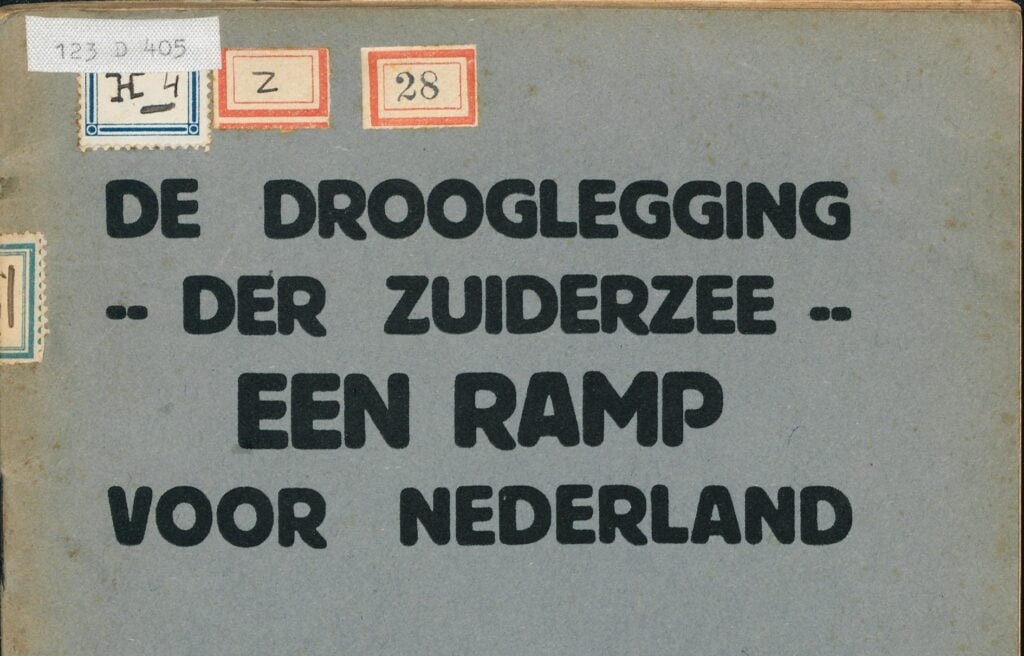 123 D 405
H 4
Z
28
DE DROOGLEGGING
-- DER ZUIDERZEE --
EEN RAMP
VOOR NEDERLAND